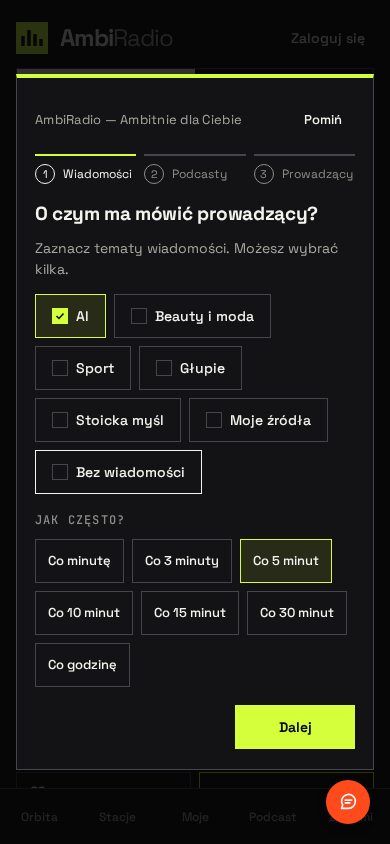 AmbiRadio
Zaloguj się
AmbiRadio — Ambitnie dla Ciebie
Pomiń
1 Wiadomości
2 Podcasty
3 Prowadzący
O czym ma mówić prowadzący?
Zaznacz tematy wiadomości. Możesz wybrać
kilka.
AI
Beauty i moda
Sport
Głupie
Stoicka myśl
Moje źródła
Bez wiadomości
JAK CZĘSTO?
Co minutę
Co 3 minuty
Co 5 minut
Co 10 minut
Co 15 minut
Co 30 minut
Co godzinę
Dalej
Orbita
Stacje
Moje
Podcast